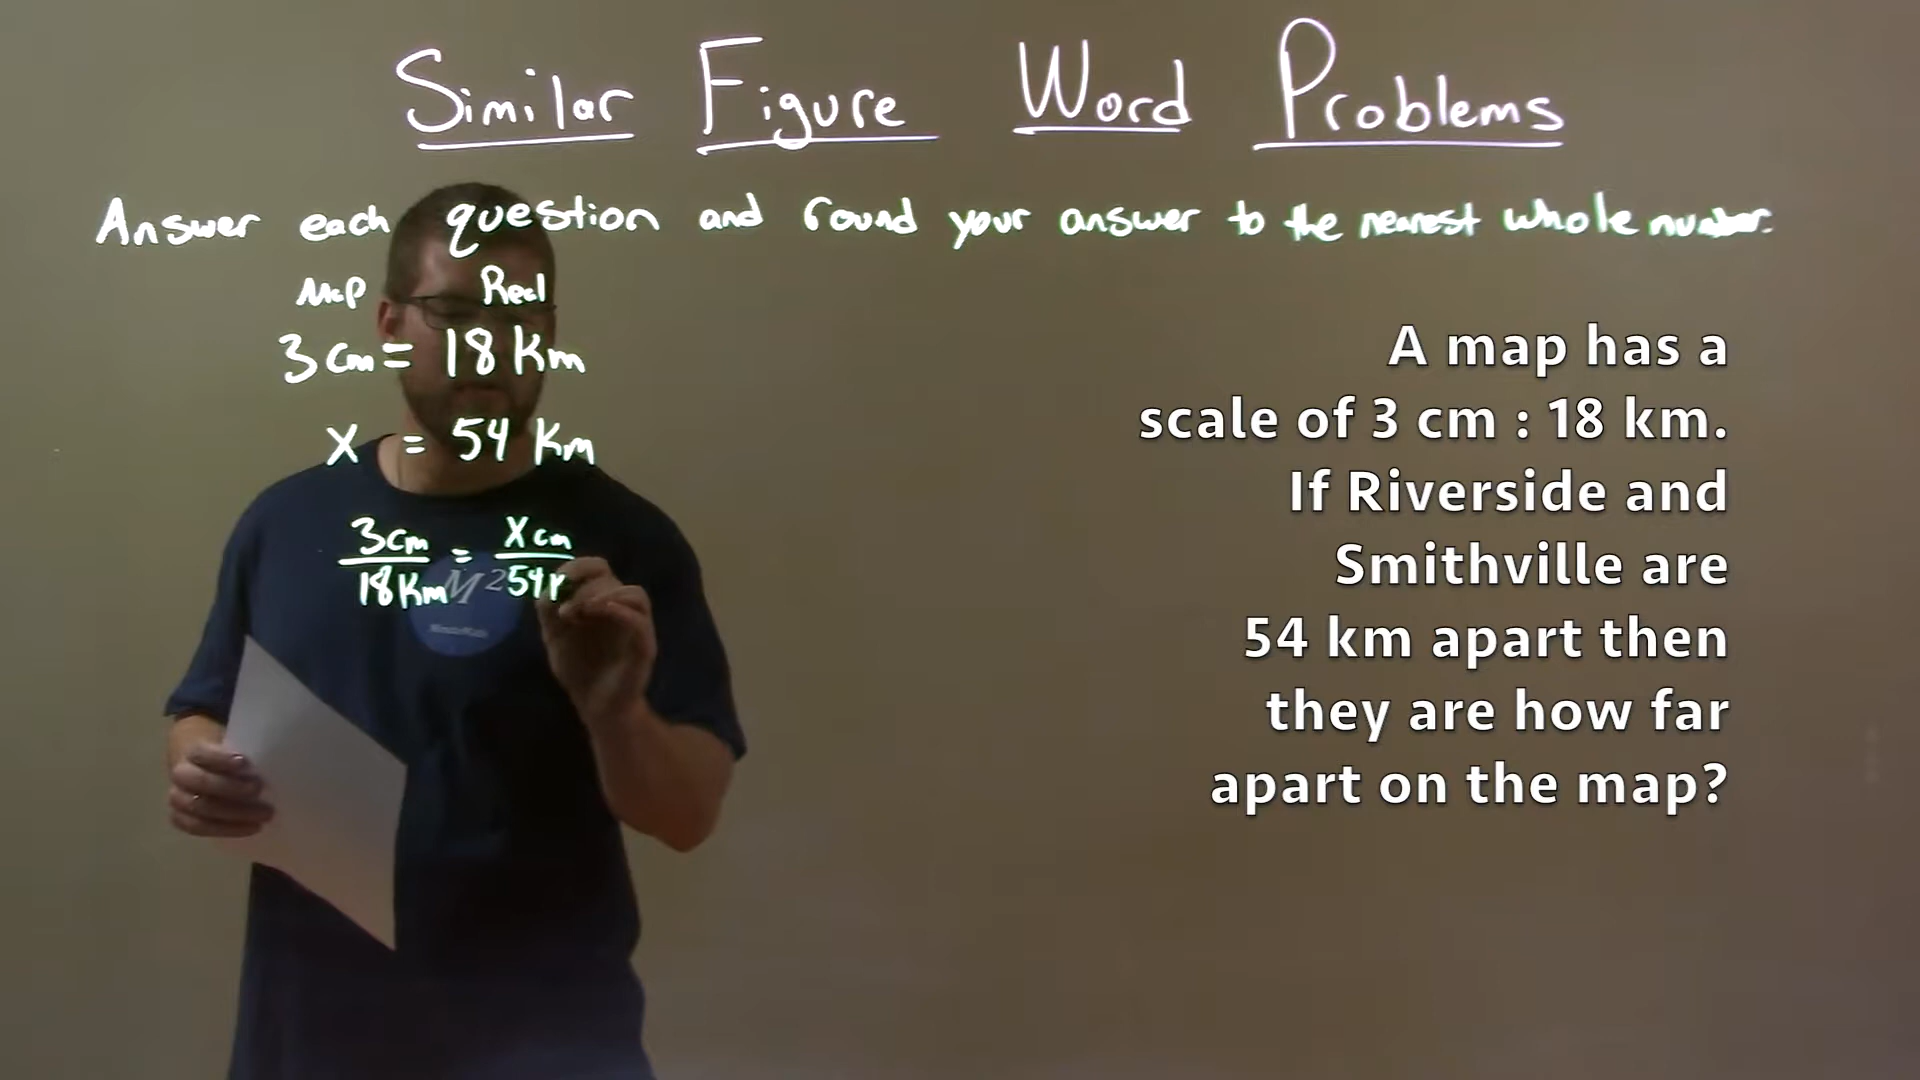 Similar Figure Word Problems
Answer each question and round your answer to the nearest whole number.
Map Real
3 cm = 18 Km
X = 54 Km
3cm = X cm
18Km 54
M²
A map has a
scale of 3 cm : 18 km.
If Riverside and
Smithville are
54 km apart then
they are how far
apart on the map?